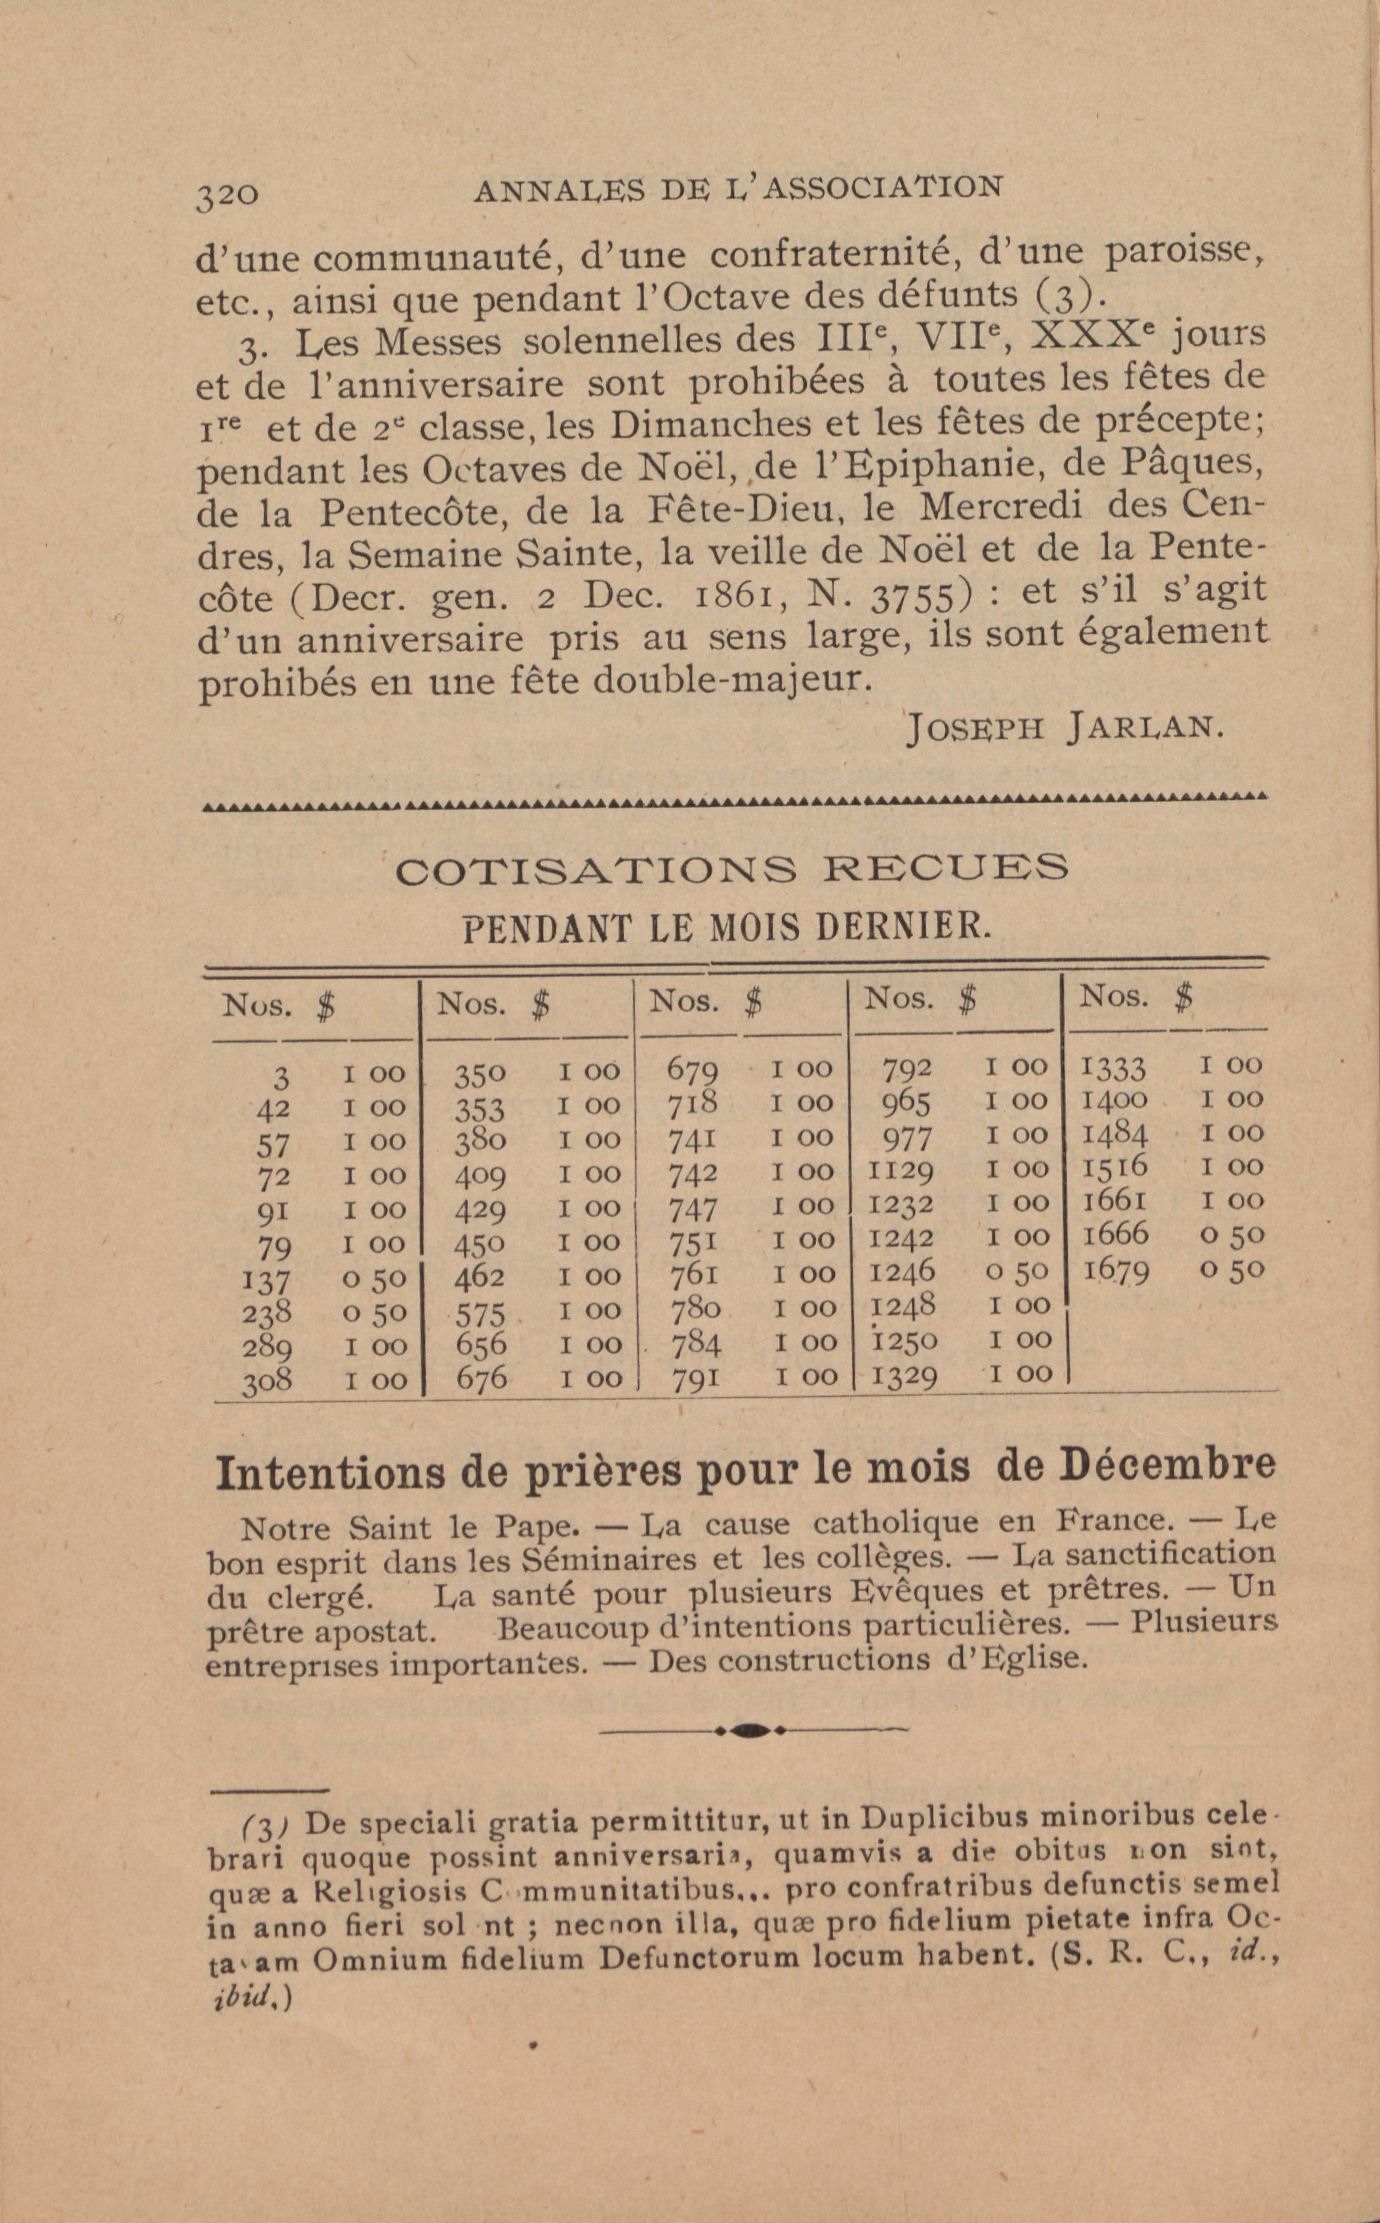 320 ANNALES DE L'ASSOCIATION
d'une communauté, d'une confraternité, d'une paroisse,
etc., ainsi que pendant l'Octave des défunts (3).
3. Les Messes solennelles des IIIe, VIIe, XXXe jours
et de l'anniversaire sont prohibées à toutes les fêtes de
1re et de 2e classe, les Dimanches et les fêtes de précepte;
pendant les Octaves de Noël, de l'Epiphanie, de Pâques,
de la Pentecôte, de la Fête-Dieu, le Mercredi des Cen-
dres, la Semaine Sainte, la veille de Noël et de la Pente-
côte (Decr. gen. 2 Dec. 1861, N. 3755) : et s'il s'agit
d'un anniversaire pris au sens large, ils sont également
prohibés en une fête double-majeur.
JOSEPH JARLAN.
COTISATIONS RECUES
PENDANT LE MOIS DERNIER.
Nos. $ Nos. $ Nos. $ Nos. $ Nos. $
3 1 00 350 1 00 679 1 00 792 1 00 1333 1 00
42 1 00 353 1 00 718 1 00 965 1 00 1400 1 00
57 1 00 380 1 00 741 1 00 977 1 00 1484 1 00
72 1 00 409 1 00 742 1 00 1129 1 00 1516 1 00
91 1 00 429 1 00 747 1 00 1232 1 00 1661 1 00
79 1 00 450 1 00 751 1 00 1242 1 00 1666 0 50
137 0 50 462 1 00 761 1 00 1246 0 50 1679 0 50
238 0 50 575 1 00 780 1 00 1248 1 00
289 1 00 656 1 00 784 1 00 1250 1 00
308 1 00 676 1 00 791 1 00 1329 1 00
Intentions de prières pour le mois de Décembre
Notre Saint le Pape. — La cause catholique en France. — Le
bon esprit dans les Séminaires et les collèges. — La sanctification
du clergé. La santé pour plusieurs Evêques et prêtres. — Un
prêtre apostat. Beaucoup d'intentions particulières. — Plusieurs
entreprises importantes. — Des constructions d'Eglise.
(3) De speciali gratia permittitur, ut in Duplicibus minoribus cele-
brari quoque possint anniversaria, quamvis a die obitus non sint,
quæ a Religiosis Communitatibus... pro confratribus defunctis semel
in anno fieri solent ; necnon illa, quæ pro fidelium pietate infra Oc-
tavam Omnium fidelium Defunctorum locum habent. (S. R. C., id.,
ibid.)